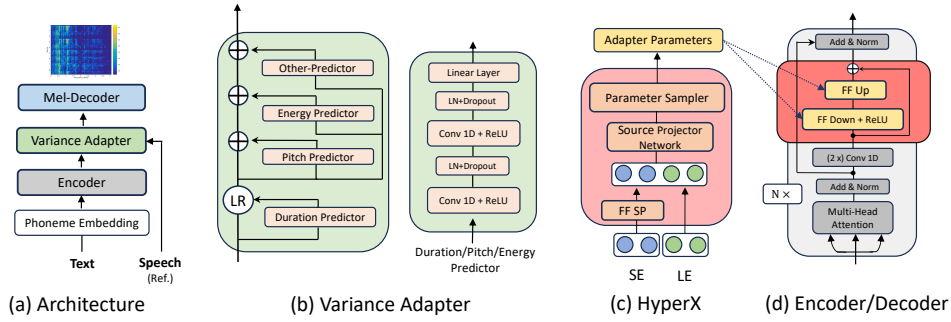 Mel-Decoder
Variance Adapter
Encoder
Phoneme Embedding
Text
Speech
(Ref.)
(a) Architecture
Other-Predictor
Energy Predictor
Pitch Predictor
LR
Duration Predictor
Linear Layer
LN+Dropout
Conv 1D + ReLU
LN+Dropout
Conv 1D + ReLU
Duration/Pitch/Energy
Predictor
(b) Variance Adapter
Adapter Parameters
Parameter Sampler
Source Projector
Network
FF SP
SE
LE
(c) HyperX
Add & Norm
FF Up
FF Down + ReLU
(2 x) Conv 1D
Add & Norm
N ×
Multi-Head
Attention
(d) Encoder/Decoder